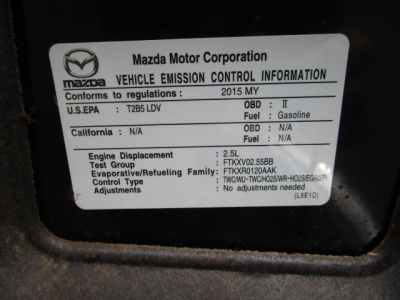 mazda
Mazda Motor Corporation
VEHICLE EMISSION CONTROL INFORMATION
Conforms to regulations : 2015 MY
U.S.EPA : T2B5 LDV OBD : II
Fuel : Gasoline
California : N/A OBD : N/A
Fuel : N/A
Engine Displacement : 2.5L
Test Group : FTKXV02.55BB
Evaporative/Refueling Family: FTKXR0120AAK
Control Type : TWC/WU-TWC/HO2S/WR-HO2S/EGR/SFI
Adjustments : No adjustments needed
(L5E1D)